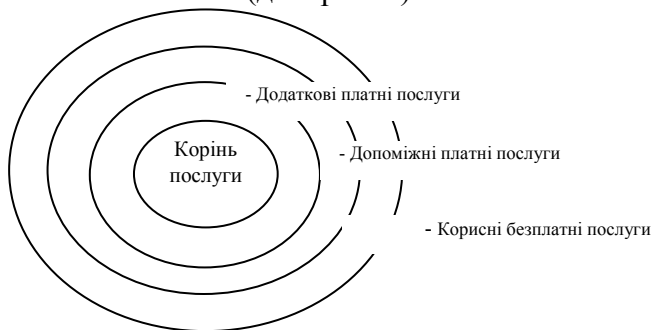 - Додаткові платні послуги
Корінь
послуги
- Допоміжні платні послуги
- Корисні безплатні послуги